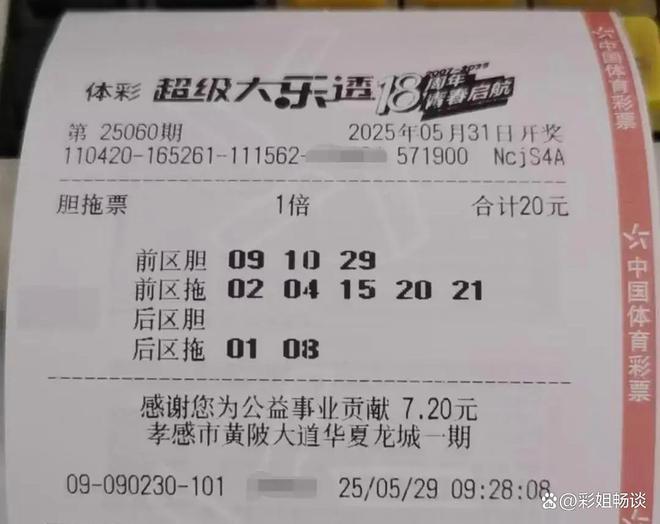 体彩 超级大乐透 18 周年 青春启航
第 25060期 2025年05月31日开奖
110420-165261-111562- 571900 NcjS4A
胆拖票 1倍 合计20元
前区胆 09 10 29
前区拖 02 04 15 20 21
后区胆
后区拖 01 08
感谢您为公益事业贡献 7.20元
孝感市黄陂大道华夏龙城一期
09-090230-101 25/05/29 09:28:08
中国体育彩票
中国体育彩票
@彩姐畅谈